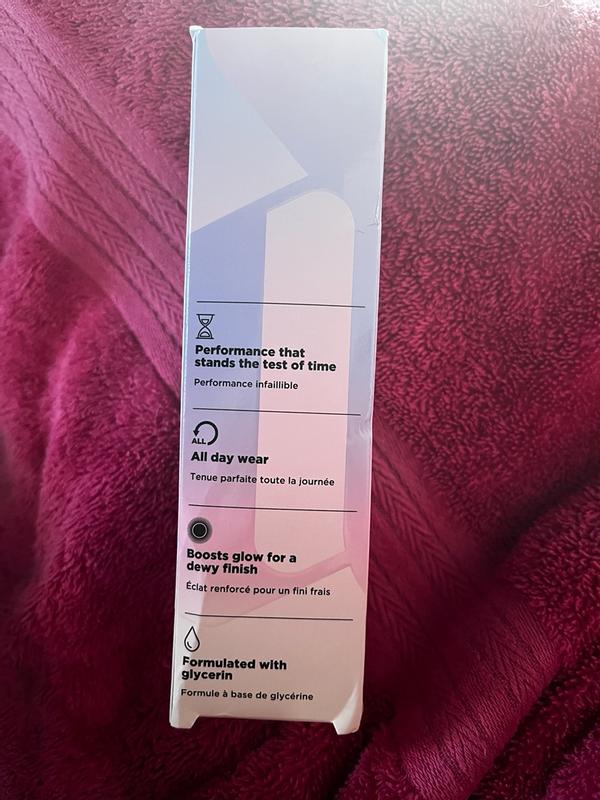 Performance that
stands the test of time
Performance infaillible
ALL
All day wear
Tenue parfaite toute la journée
Boosts glow for a
dewy finish
Éclat renforcé pour un fini frais
Formulated with
glycerin
Formule à base de glycérine